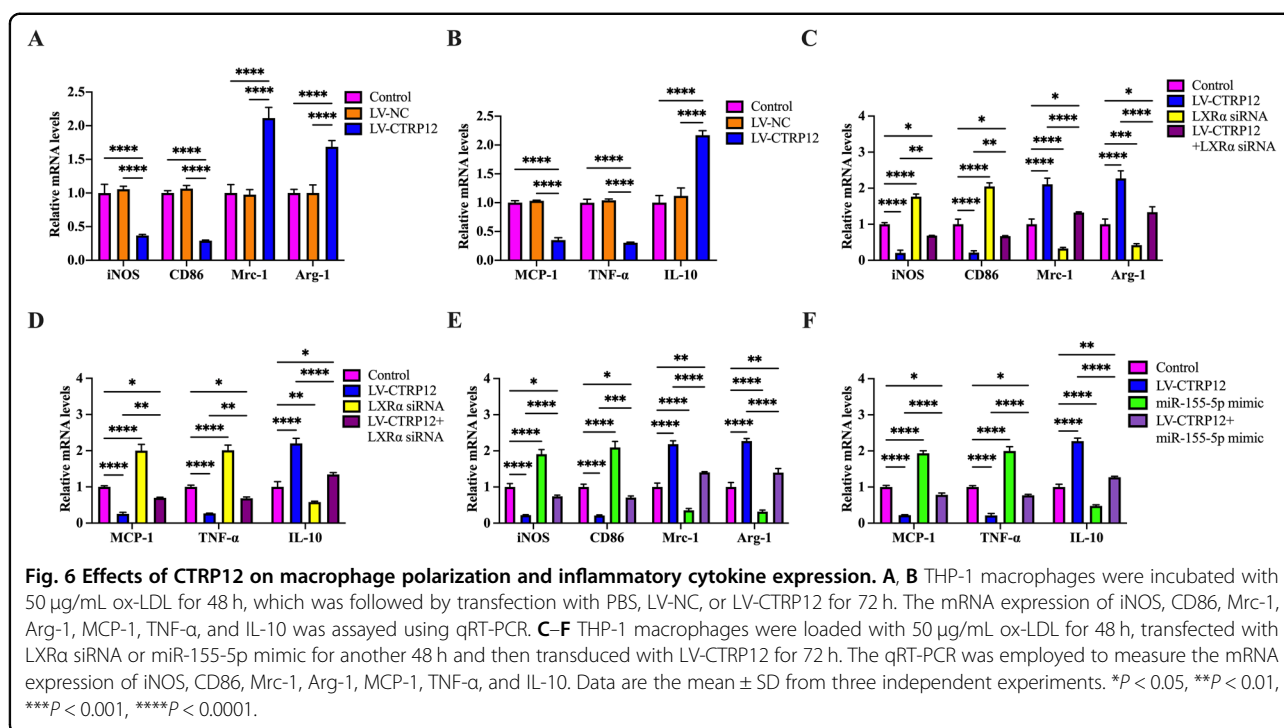 A
B
C
**** **** **** ****
**** **** **** ****
Control
LV-NC
LV-CTRP12
Relative mRNA levels
2.5
2.0
1.5
1.0
0.5
0.0
iNOS CD86 Mrc-1 Arg-1
**** **** ****
**** **** ****
Control
LV-NC
LV-CTRP12
Relative mRNA levels
2.5
2.0
1.5
1.0
0.5
0.0
MCP-1 TNF-α IL-10
* * * *
** ** **** ****
**** **** **** ***
**** **** **** ****
Control
LV-CTRP12
LXRα siRNA
LV-CTRP12
+LXRα siRNA
Relative mRNA levels
4
3
2
1
0
iNOS CD86 Mrc-1 Arg-1
D
E
F
* * *
** ** ****
**** **** **
**** **** ****
Control
LV-CTRP12
LXRα siRNA
LV-CTRP12+
LXRα siRNA
Relative mRNA levels
4
3
2
1
0
MCP-1 TNF-α IL-10
* * ** **
**** *** **** ****
**** **** **** ****
**** **** **** ****
Relative mRNA levels
4
3
2
1
0
iNOS CD86 Mrc-1 Arg-1
* * **
**** **** ****
**** **** **
**** **** ****
Control
LV-CTRP12
miR-155-5p mimic
LV-CTRP12+
miR-155-5p mimic
Relative mRNA levels
4
3
2
1
0
MCP-1 TNF-α IL-10
Fig. 6 Effects of CTRP12 on macrophage polarization and inflammatory cytokine expression. A, B THP-1 macrophages were incubated with
50 μg/mL ox-LDL for 48 h, which was followed by transfection with PBS, LV-NC, or LV-CTRP12 for 72 h. The mRNA expression of iNOS, CD86, Mrc-1,
Arg-1, MCP-1, TNF-α, and IL-10 was assayed using qRT-PCR. C–F THP-1 macrophages were loaded with 50 μg/mL ox-LDL for 48 h, transfected with
LXRα siRNA or miR-155-5p mimic for another 48 h and then transduced with LV-CTRP12 for 72 h. The qRT-PCR was employed to measure the mRNA
expression of iNOS, CD86, Mrc-1, Arg-1, MCP-1, TNF-α, and IL-10. Data are the mean ± SD from three independent experiments. *P < 0.05, **P < 0.01,
***P < 0.001, ****P < 0.0001.